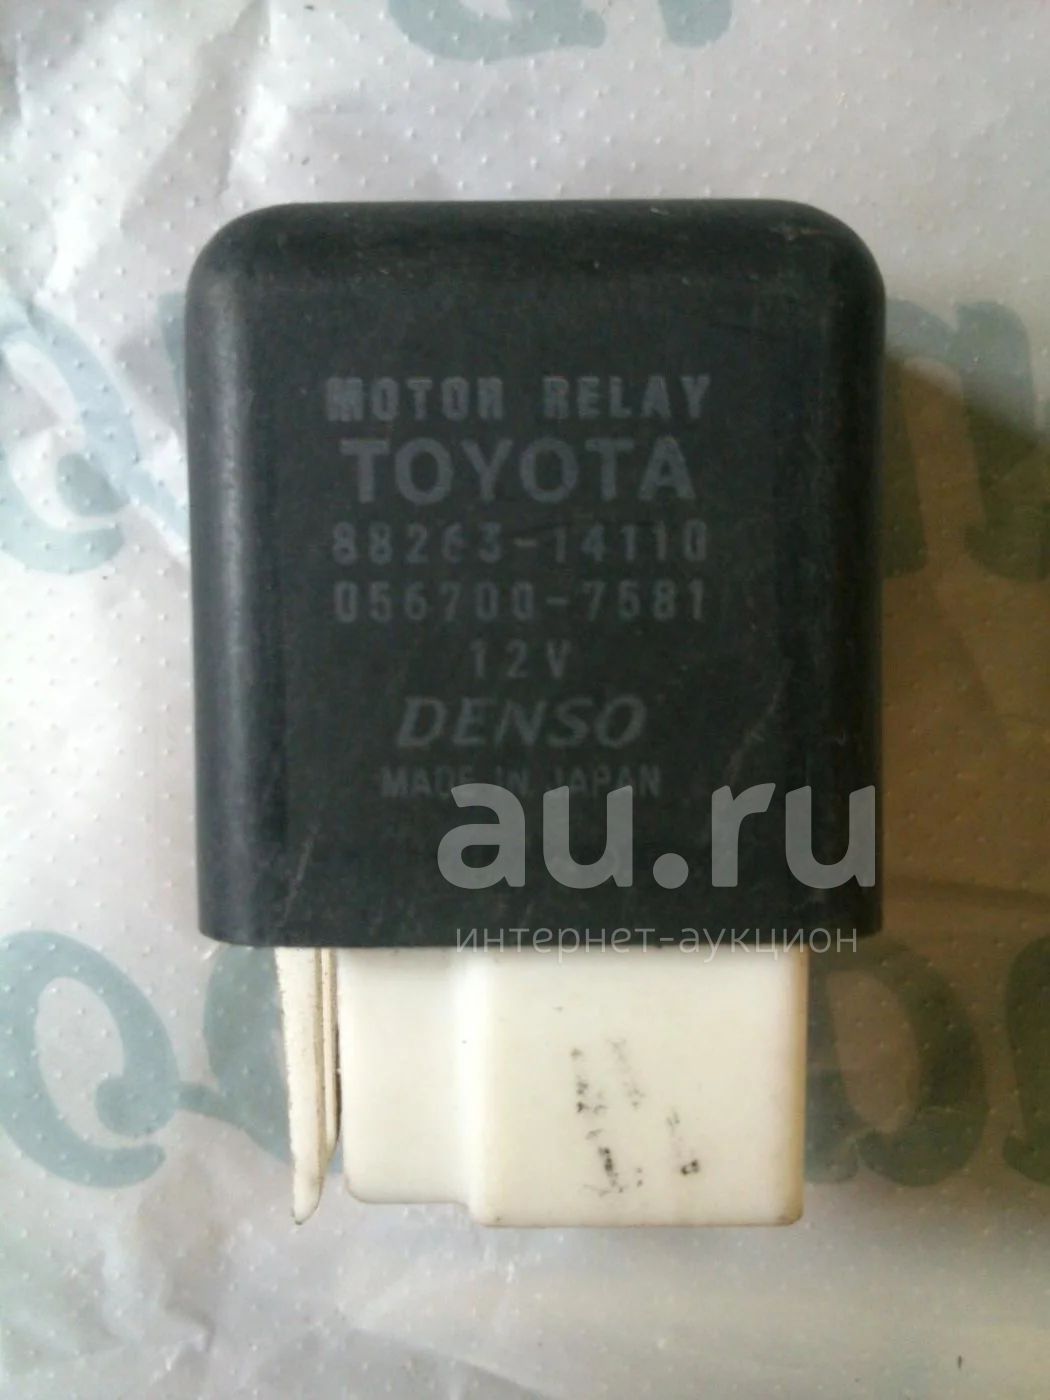 MOTOR RELAY
TOYOTA
88263-14110
056700-7581
12V
DENSO
MADE IN JAPAN
au.ru
интернет-аукцион